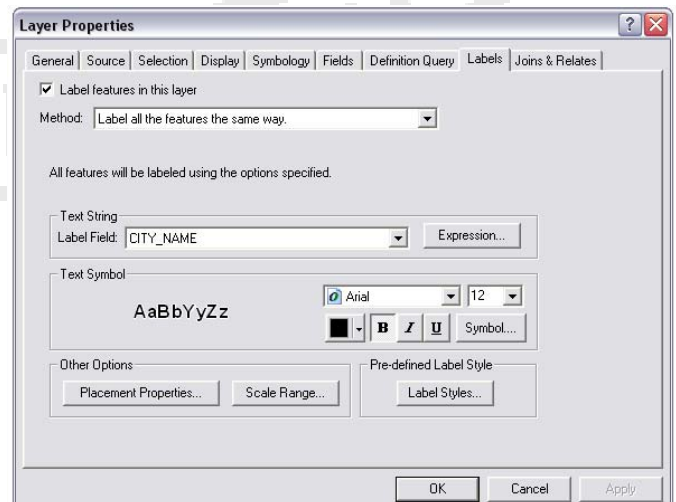 Layer Properties
General Source Selection Display Symbology Fields Definition Query Labels Joins & Relates
Label features in this layer
Method: Label all the features the same way.
All features will be labeled using the options specified.
Text String
Label Field: CITY_NAME Expression...
Text Symbol
AaBbYyZz
Arial 12
B I U Symbol....
Other Options
Placement Properties... Scale Range...
Pre-defined Label Style
Label Styles...
OK Cancel Apply